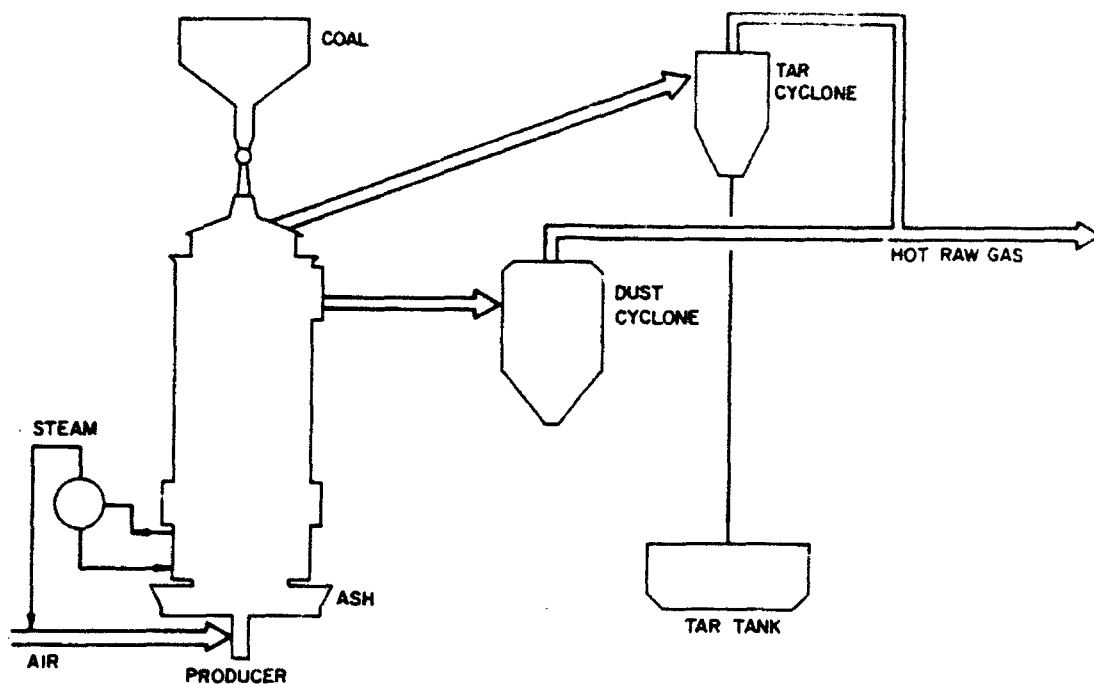 COAL
TAR
CYCLONE
HOT RAW GAS
DUST
CYCLONE
STEAM
ASH
TAR TANK
AIR
PRODUCER